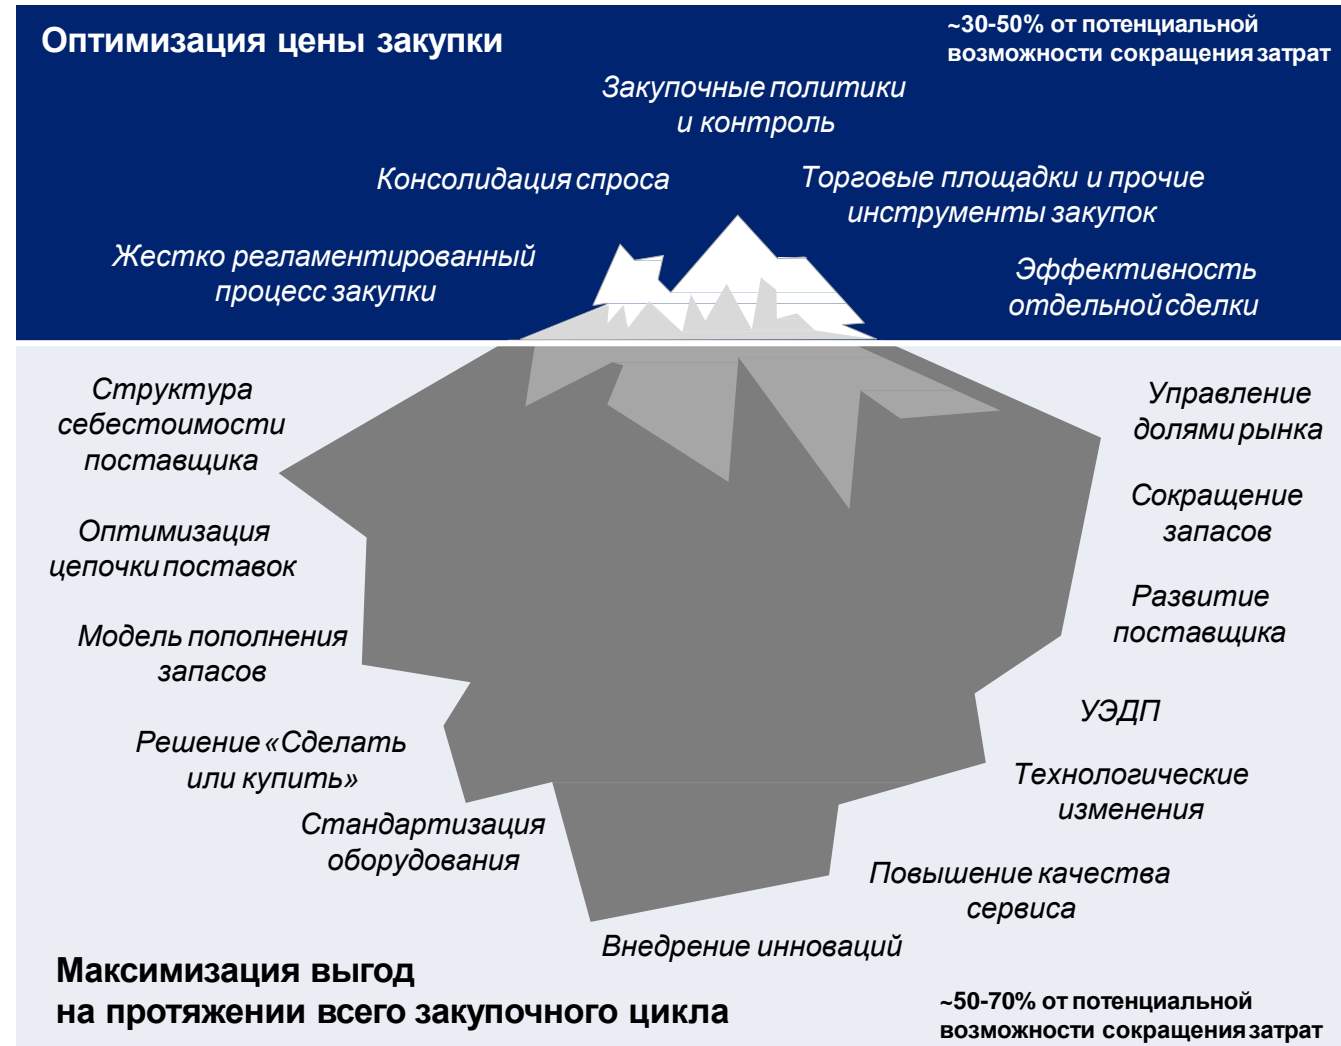 Оптимизация цены закупки
~30-50% от потенциальной
возможности сокращения затрат
Закупочные политики
и контроль
Консолидация спроса
Торговые площадки и прочие
инструменты закупок
Жестко регламентированный
процесс закупки
Эффективность
отдельной сделки
Структура
себестоимости
поставщика
Управление
долями рынка
Сокращение
запасов
Оптимизация
цепочки поставок
Развитие
поставщика
Модель пополнения
запасов
УЭДП
Решение «Сделать
или купить»
Технологические
изменения
Стандартизация
оборудования
Повышение качества
сервиса
Внедрение инноваций
Максимизация выгод
на протяжении всего закупочного цикла
~50-70% от потенциальной
возможности сокращения затрат